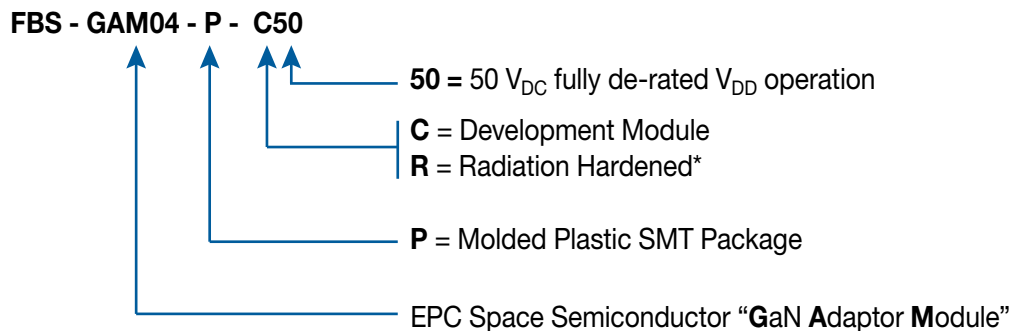 FBS - GAM04 - P - C50
50 = 50 VDC fully de-rated VDD operation
C = Development Module
R = Radiation Hardened*
P = Molded Plastic SMT Package
EPC Space Semiconductor “GaN Adaptor Module”